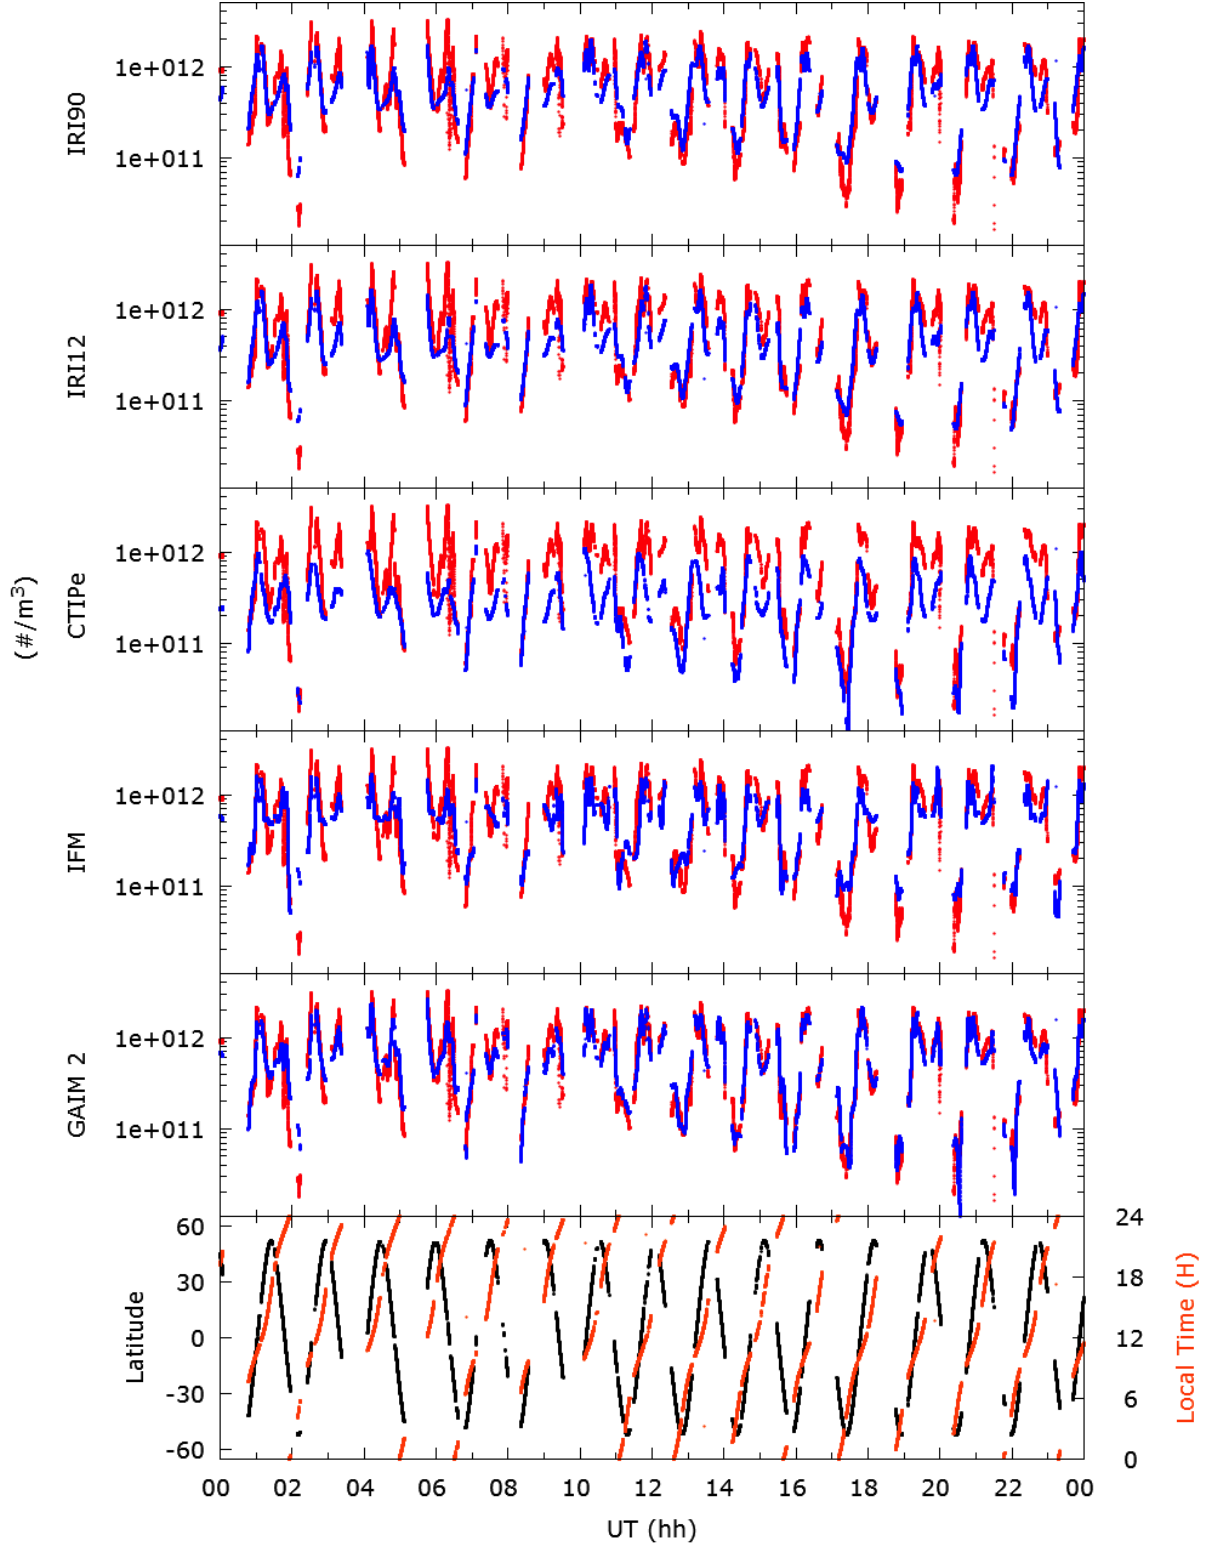 IRI90
1e+012
1e+011
IRI12
1e+012
1e+011
(#/m³)
CTIPe
1e+012
1e+011
IFM
1e+012
1e+011
GAIM 2
1e+012
1e+011
Latitude
60
30
0
-30
-60
24
18
12
6
0
Local Time (H)
00 02 04 06 08 10 12 14 16 18 20 22 00
UT (hh)